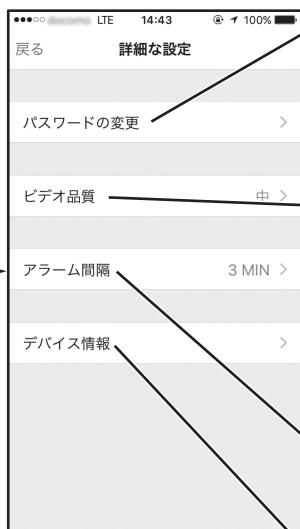 docomo LTE 14:43 100%
戻る 詳細な設定
パスワードの変更
ビデオ品質 中
アラーム間隔 3 MIN
デバイス情報